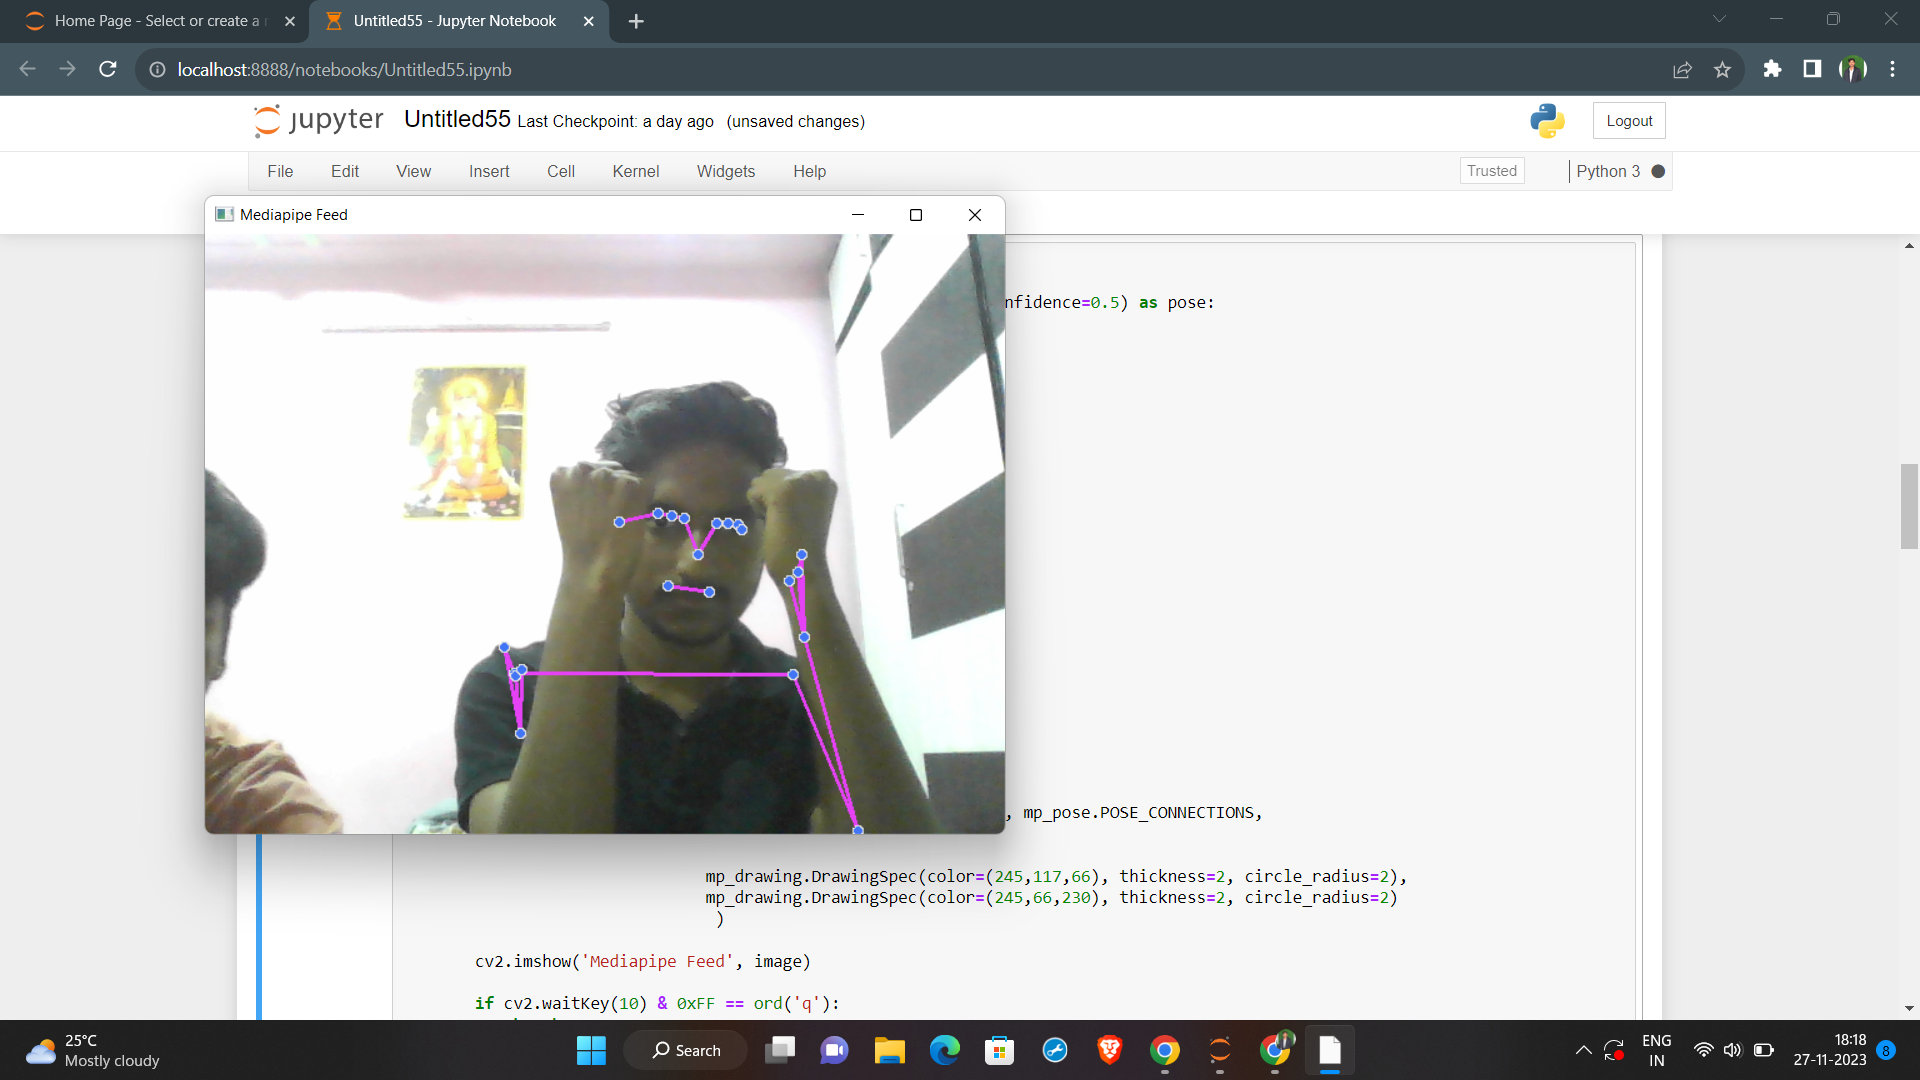 Home Page - Select or create a n
Untitled55 - Jupyter Notebook
localhost:8888/notebooks/Untitled55.ipynb
jupyter Untitled55 Last Checkpoint: a day ago (unsaved changes)
Logout
File Edit View Insert Cell Kernel Widgets Help
Trusted
Python 3
Mediapipe Feed
nfidence=0.5) as pose:
, mp_pose.POSE_CONNECTIONS,
mp_drawing.DrawingSpec(color=(245,117,66), thickness=2, circle_radius=2),
mp_drawing.DrawingSpec(color=(245,66,230), thickness=2, circle_radius=2)
)
cv2.imshow('Mediapipe Feed', image)
if cv2.waitKey(10) & 0xFF == ord('q'):
25°C
Mostly cloudy
Search
ENG
IN
18:18
27-11-2023
8